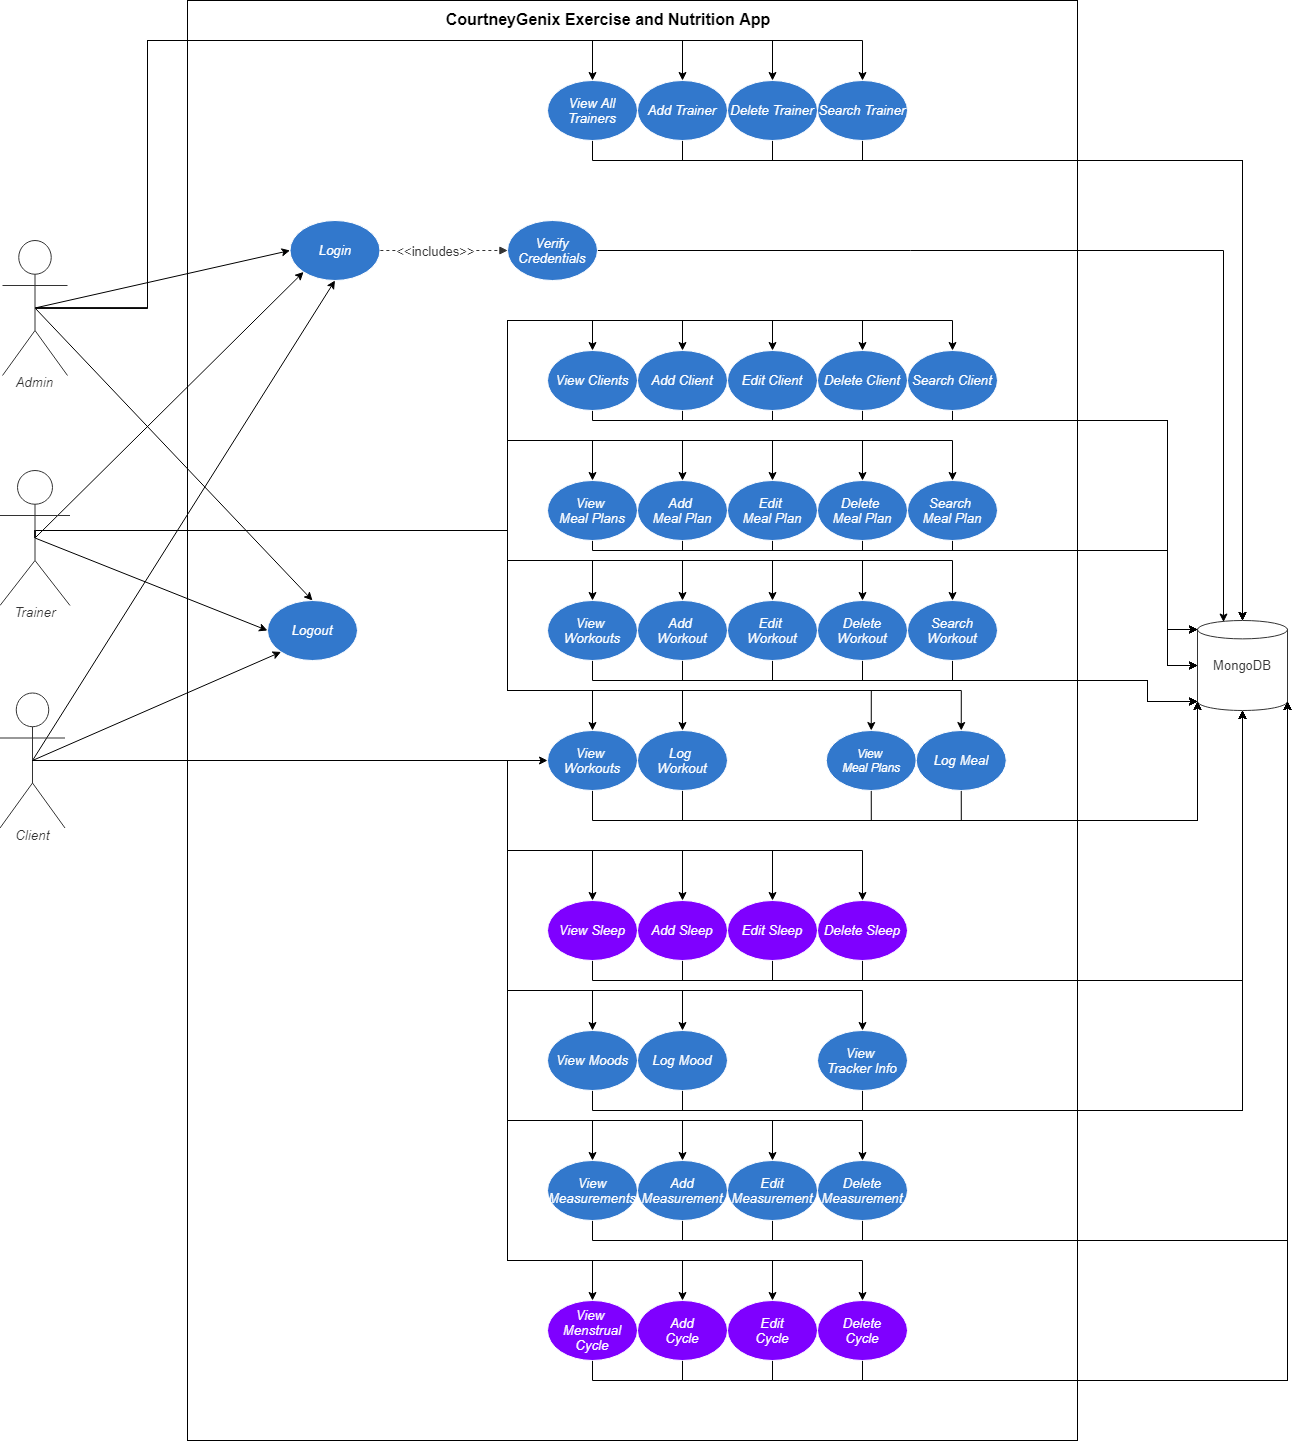 CourtneyGenix Exercise and Nutrition App
View All
Trainers
Add Trainer
Delete Trainer
Search Trainer
Login
<<includes>>
Verify
Credentials
Admin
View Clients
Add Client
Edit Client
Delete Client
Search Client
View
Meal Plans
Add
Meal Plan
Edit
Meal Plan
Delete
Meal Plan
Search
Meal Plan
Trainer
Logout
View
Workouts
Add
Workout
Edit
Workout
Delete
Workout
Search
Workout
MongoDB
View
Workouts
Log
Workout
View
Meal Plans
Log Meal
Client
View Sleep
Add Sleep
Edit Sleep
Delete Sleep
View Moods
Log Mood
View
Tracker Info
View
Measurements
Add
Measurement
Edit
Measurement
Delete
Measurement
View
Menstrual
Cycle
Add
Cycle
Edit
Cycle
Delete
Cycle